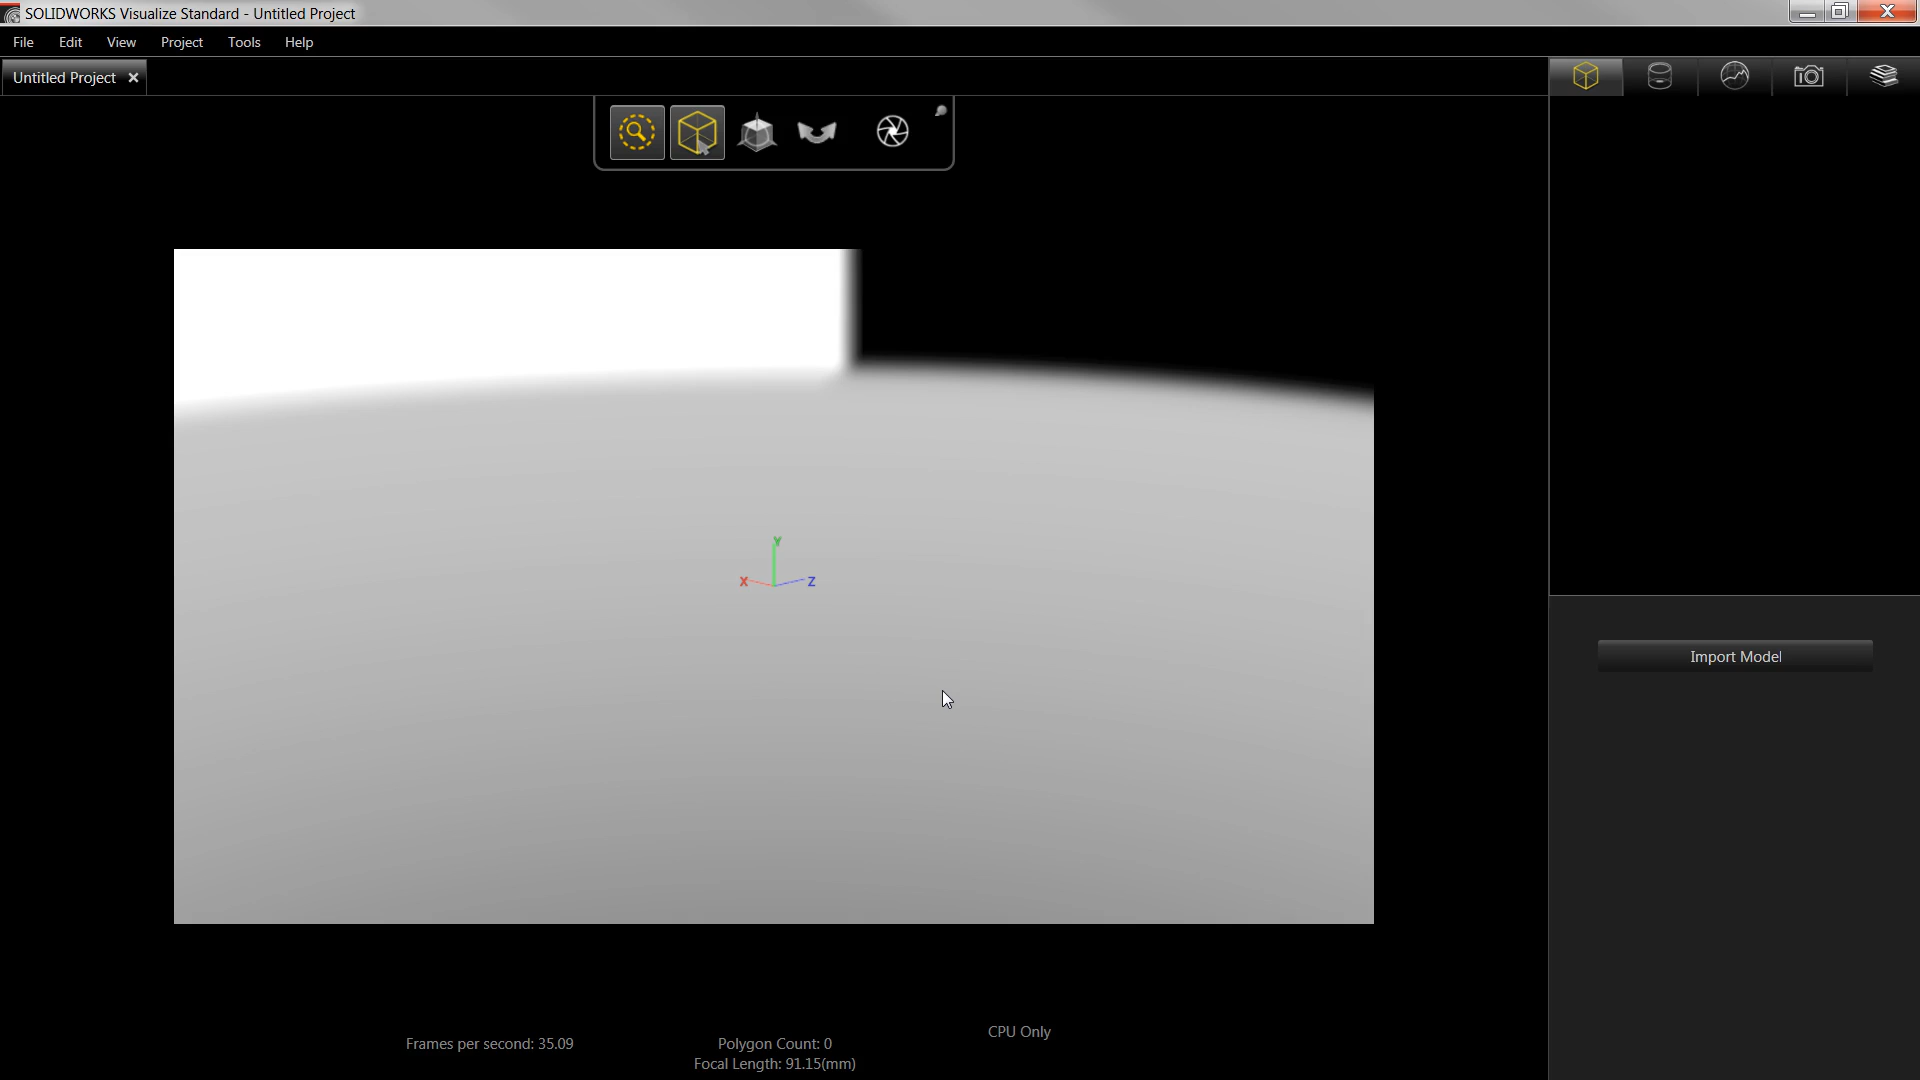 SOLIDWORKS Visualize Standard - Untitled Project
File Edit View Project Tools Help
Untitled Project
Y
X Z
Import Model
CPU Only
Frames per second: 35.09
Polygon Count: 0
Focal Length: 91.15(mm)